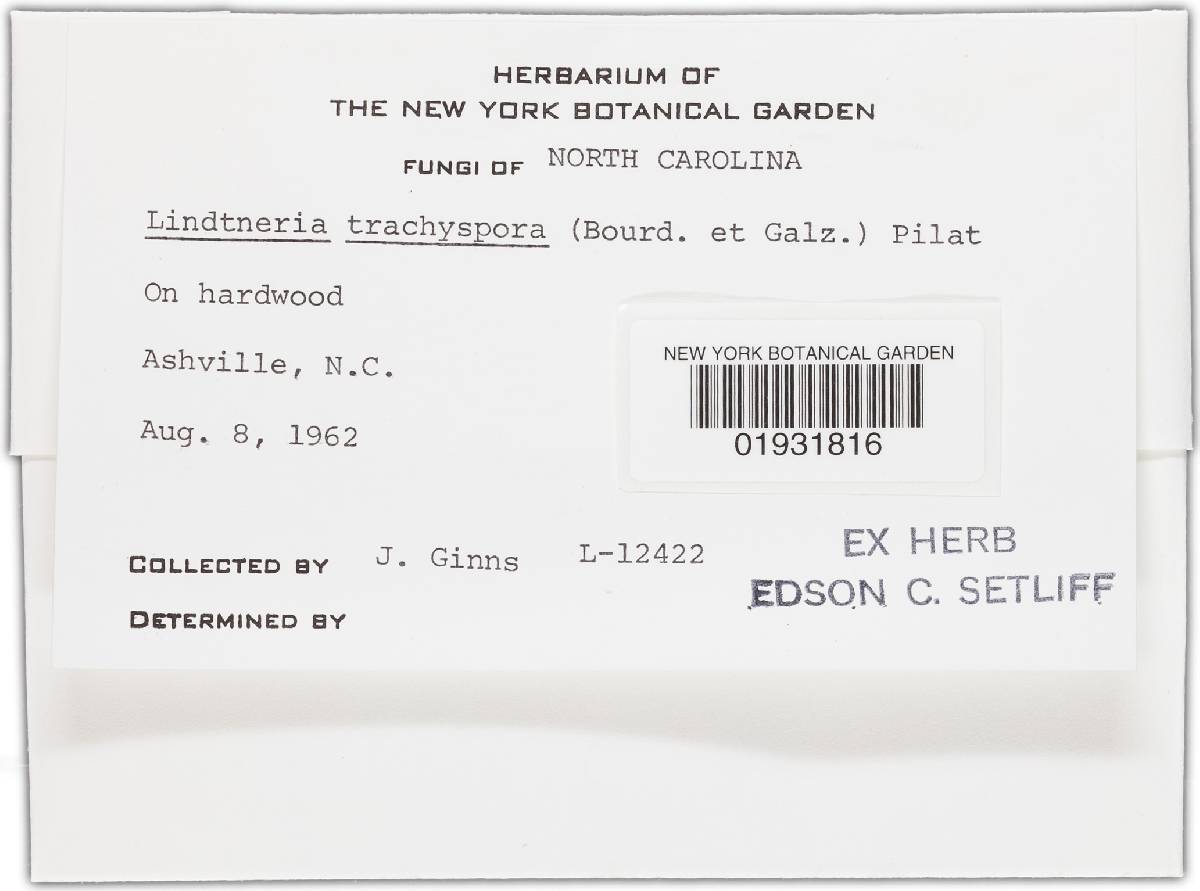 HERBARIUM OF
THE NEW YORK BOTANICAL GARDEN
FUNGI OF NORTH CAROLINA
Lindtneria trachyspora (Bourd. et Galz.) Pilat
On hardwood
Ashville, N.C.
Aug. 8, 1962
NEW YORK BOTANICAL GARDEN
01931816
COLLECTED BY J. Ginns L-12422
DETERMINED BY
EX HERB
EDSON C. SETLIFF